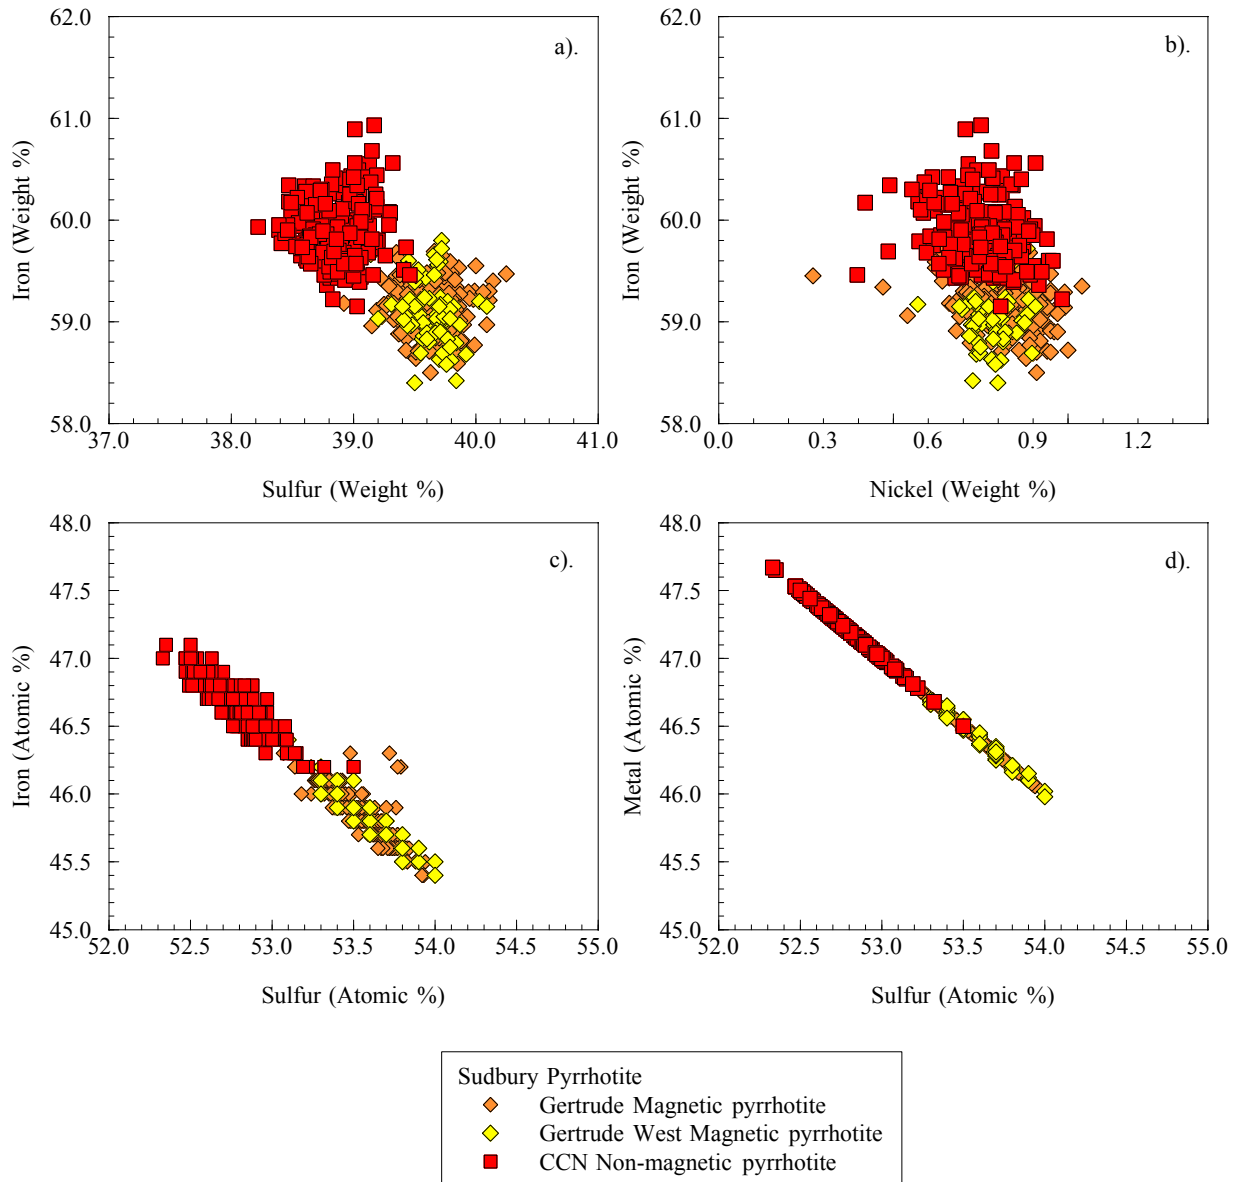 62.0
61.0
60.0
59.0
58.0
Iron (Weight %)
a).
37.0 38.0 39.0 40.0 41.0
Sulfur (Weight %)
62.0
61.0
60.0
59.0
58.0
Iron (Weight %)
b).
0.0 0.3 0.6 0.9 1.2
Nickel (Weight %)
48.0
47.5
47.0
46.5
46.0
45.5
45.0
Iron (Atomic %)
c).
52.0 52.5 53.0 53.5 54.0 54.5 55.0
Sulfur (Atomic %)
48.0
47.5
47.0
46.5
46.0
45.5
45.0
Metal (Atomic %)
d).
52.0 52.5 53.0 53.5 54.0 54.5 55.0
Sulfur (Atomic %)
Sudbury Pyrrhotite
Gertrude Magnetic pyrrhotite
Gertrude West Magnetic pyrrhotite
CCN Non-magnetic pyrrhotite